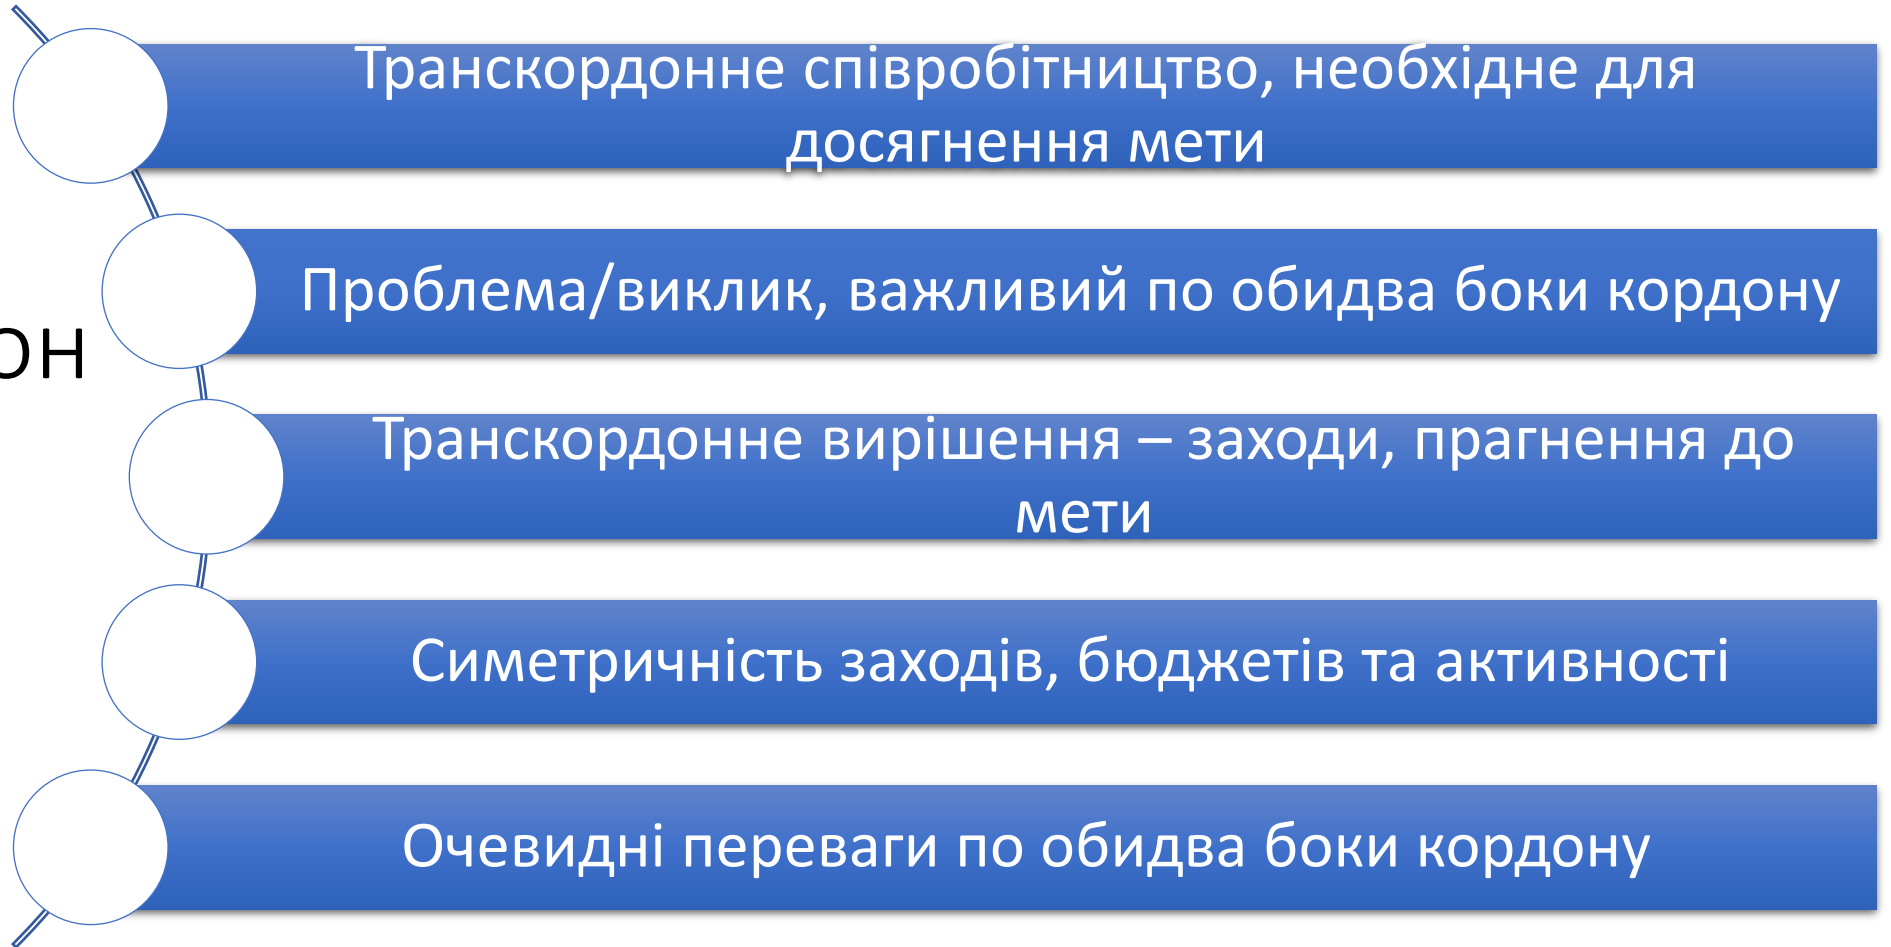 Транскордонне співробітництво, необхідне для
досягнення мети
Проблема/виклик, важливий по обидва боки кордону
он
Транскордонне вирішення – заходи, прагнення до
мети
Симетричність заходів, бюджетів та активності
Очевидні переваги по обидва боки кордону